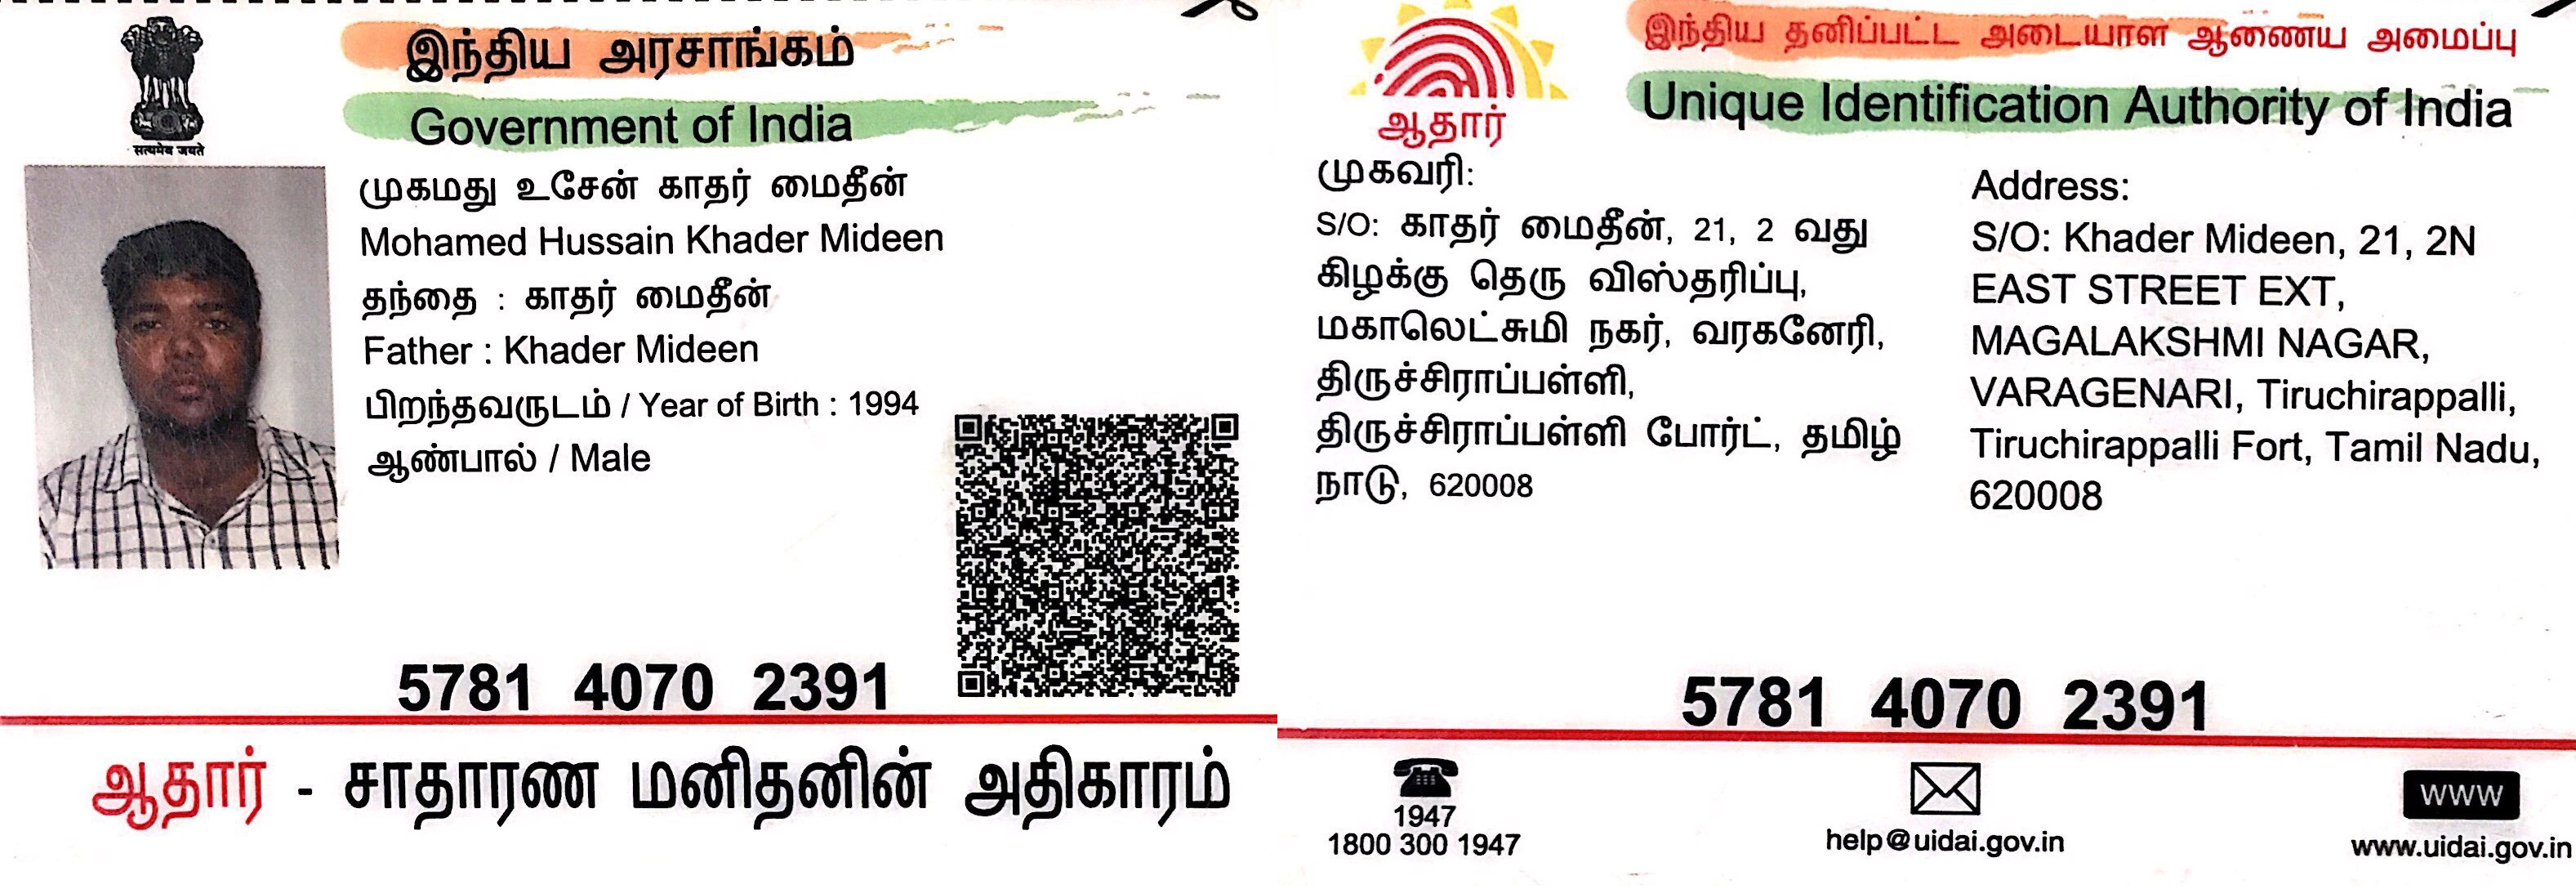 இந்திய அரசாங்கம்
Government of India
सत्यमेव जयते
முகமது உசேன் காதர் மைதீன்
Mohamed Hussain Khader Mideen
தந்தை : காதர் மைதீன்
Father : Khader Mideen
பிறந்தவருடம் / Year of Birth : 1994
ஆண்பால் / Male
5781 4070 2391
ஆதார் - சாதாரண மனிதனின் அதிகாரம்
இந்திய தனிப்பட்ட அடையாள ஆணைய அமைப்பு
Unique Identification Authority of India
ஆதார்
முகவரி:
S/O: காதர் மைதீன், 21, 2 வது
கிழக்கு தெரு விஸ்தரிப்பு,
மகாலெட்சுமி நகர், வரகனேரி,
திருச்சிராப்பள்ளி,
திருச்சிராப்பள்ளி போர்ட், தமிழ்
நாடு, 620008
Address:
S/O: Khader Mideen, 21, 2N
EAST STREET EXT,
MAGALAKSHMI NAGAR,
VARAGENARI, Tiruchirappalli,
Tiruchirappalli Fort, Tamil Nadu,
620008
5781 4070 2391
1947
1800 300 1947
help@uidai.gov.in
www
www.uidai.gov.in